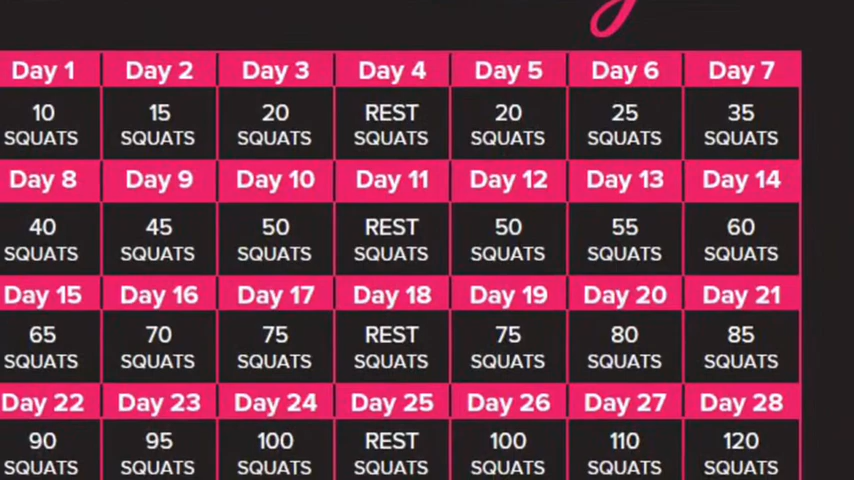 Day 1 Day 2 Day 3 Day 4 Day 5 Day 6 Day 7
10 15 20 REST 20 25 35
SQUATS SQUATS SQUATS SQUATS SQUATS SQUATS SQUATS
Day 8 Day 9 Day 10 Day 11 Day 12 Day 13 Day 14
40 45 50 REST 50 55 60
SQUATS SQUATS SQUATS SQUATS SQUATS SQUATS SQUATS
Day 15 Day 16 Day 17 Day 18 Day 19 Day 20 Day 21
65 70 75 REST 75 80 85
SQUATS SQUATS SQUATS SQUATS SQUATS SQUATS SQUATS
Day 22 Day 23 Day 24 Day 25 Day 26 Day 27 Day 28
90 95 100 REST 100 110 120
SQUATS SQUATS SQUATS SQUATS SQUATS SQUATS SQUATS